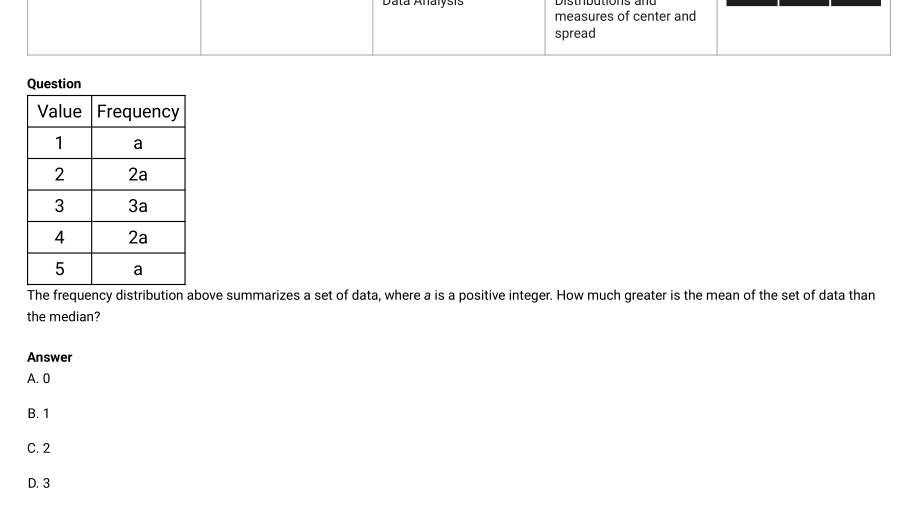 Data Analysis
Distributions and
measures of center and
spread
Question
Value Frequency
1 a
2 2a
3 3a
4 2a
5 a
The frequency distribution above summarizes a set of data, where a is a positive integer. How much greater is the mean of the set of data than
the median?
Answer
A. 0
B. 1
C. 2
D. 3